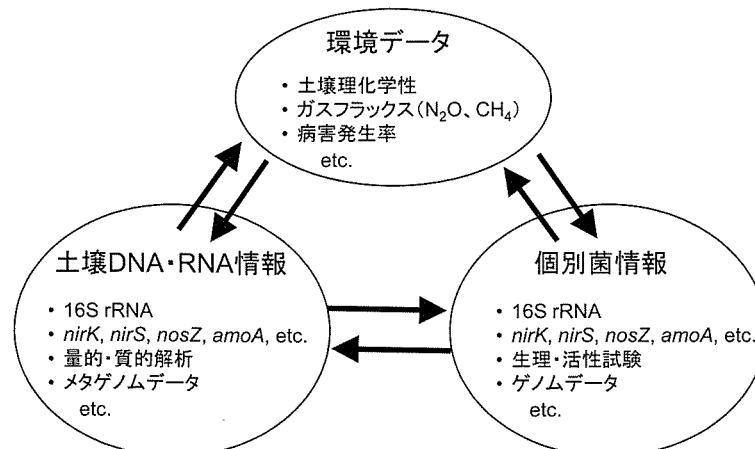 環境データ
・ 土壌理化学性
・ ガスフラックス(N₂O、CH₄)
・ 病害発生率
etc.
土壌DNA・RNA情報
・ 16S rRNA
・ nirK, nirS, nosZ, amoA, etc.
・ 量的・質的解析
・ メタゲノムデータ
etc.
個別菌情報
・ 16S rRNA
・ nirK, nirS, nosZ, amoA, etc.
・ 生理・活性試験
・ ゲノムデータ
etc.